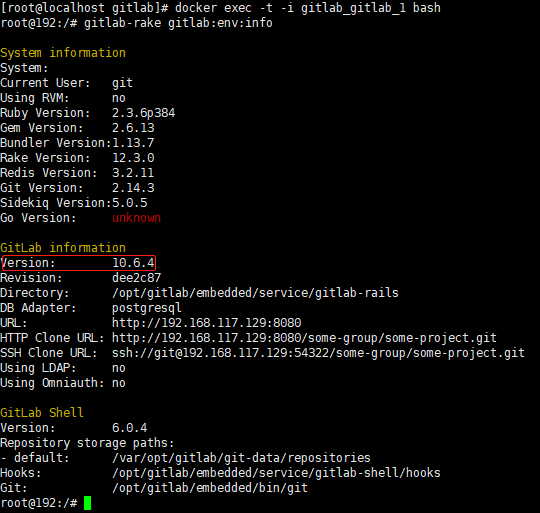 [root@localhost gitlab]# docker exec -t -i gitlab_gitlab_1 bash
root@192:/# gitlab-rake gitlab:env:info
System information
System:
Current User: git
Using RVM: no
Ruby Version: 2.3.6p384
Gem Version: 2.6.13
Bundler Version:1.13.7
Rake Version: 12.3.0
Redis Version: 3.2.11
Git Version: 2.14.3
Sidekiq Version:5.0.5
Go Version: unknown
GitLab information
Version: 10.6.4
Revision: dee2c87
Directory: /opt/gitlab/embedded/service/gitlab-rails
DB Adapter: postgresql
URL: http://192.168.117.129:8080
HTTP Clone URL: http://192.168.117.129:8080/some-group/some-project.git
SSH Clone URL: ssh://git@192.168.117.129:54322/some-group/some-project.git
Using LDAP: no
Using Omniauth: no
GitLab Shell
Version: 6.0.4
Repository storage paths:
- default: /var/opt/gitlab/git-data/repositories
Hooks: /opt/gitlab/embedded/service/gitlab-shell/hooks
Git: /opt/gitlab/embedded/bin/git
root@192:/#